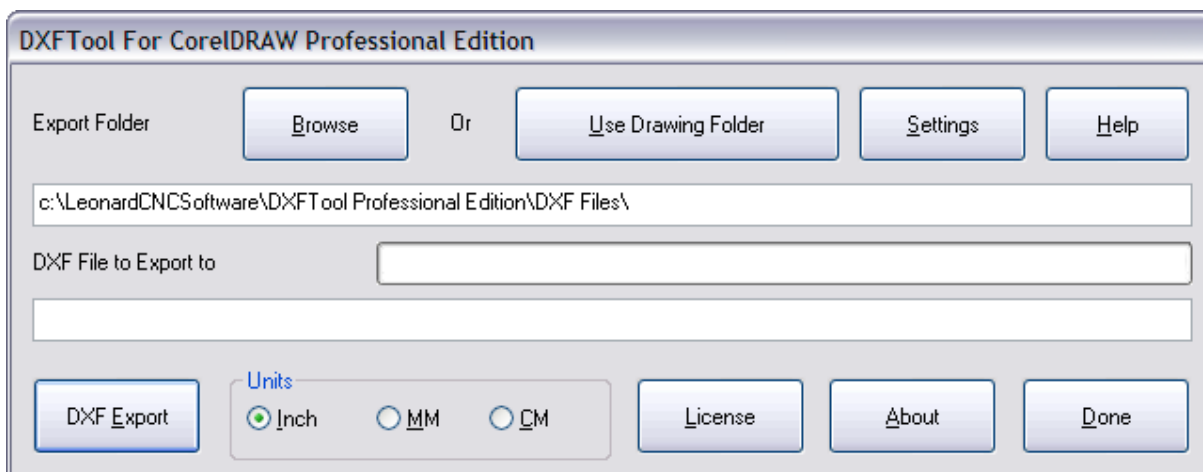 DXFTool For CorelDRAW Professional Edition
Export Folder Browse Or Use Drawing Folder Settings Help
c:\LeonardCNCSoftware\DXFTool Professional Edition\DXF Files\
DXF File to Export to
Units
DXF Export Inch MM CM License About Done